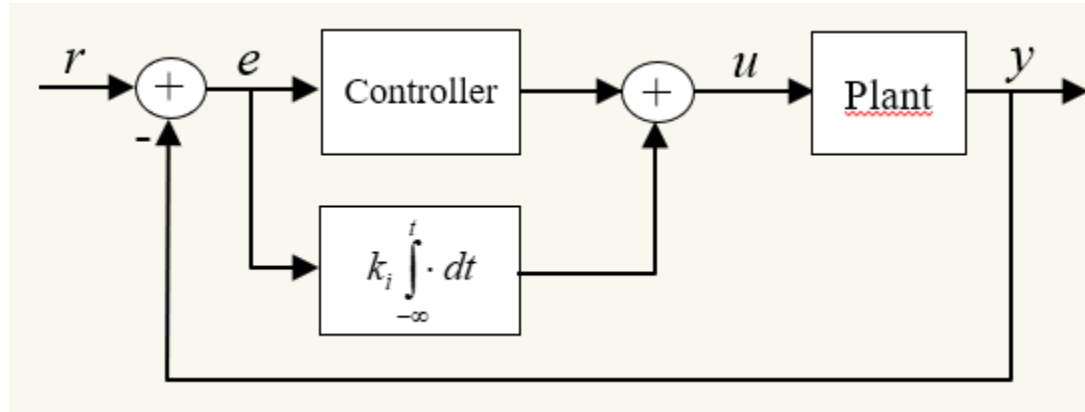 r
+
-
e
Controller
+
u
Plant
y
k_i ∫_{-∞}^{t} · dt